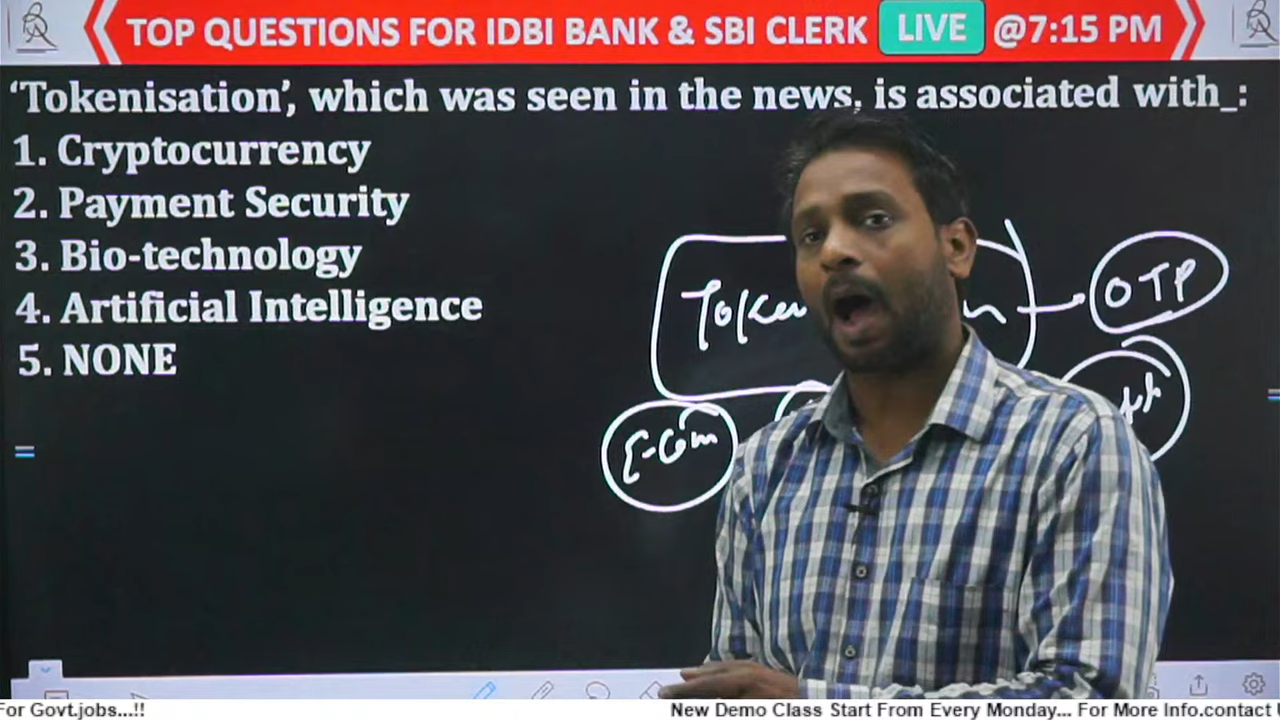 TOP QUESTIONS FOR IDBI BANK & SBI CLERK LIVE @7:15 PM
‘Tokenisation’, which was seen in the news, is associated with_:
1. Cryptocurrency
2. Payment Security
3. Bio-technology
4. Artificial Intelligence
5. NONE
OTP
E-Com
For Govt.jobs...!! New Demo Class Start From Every Monday... For More Info.contact